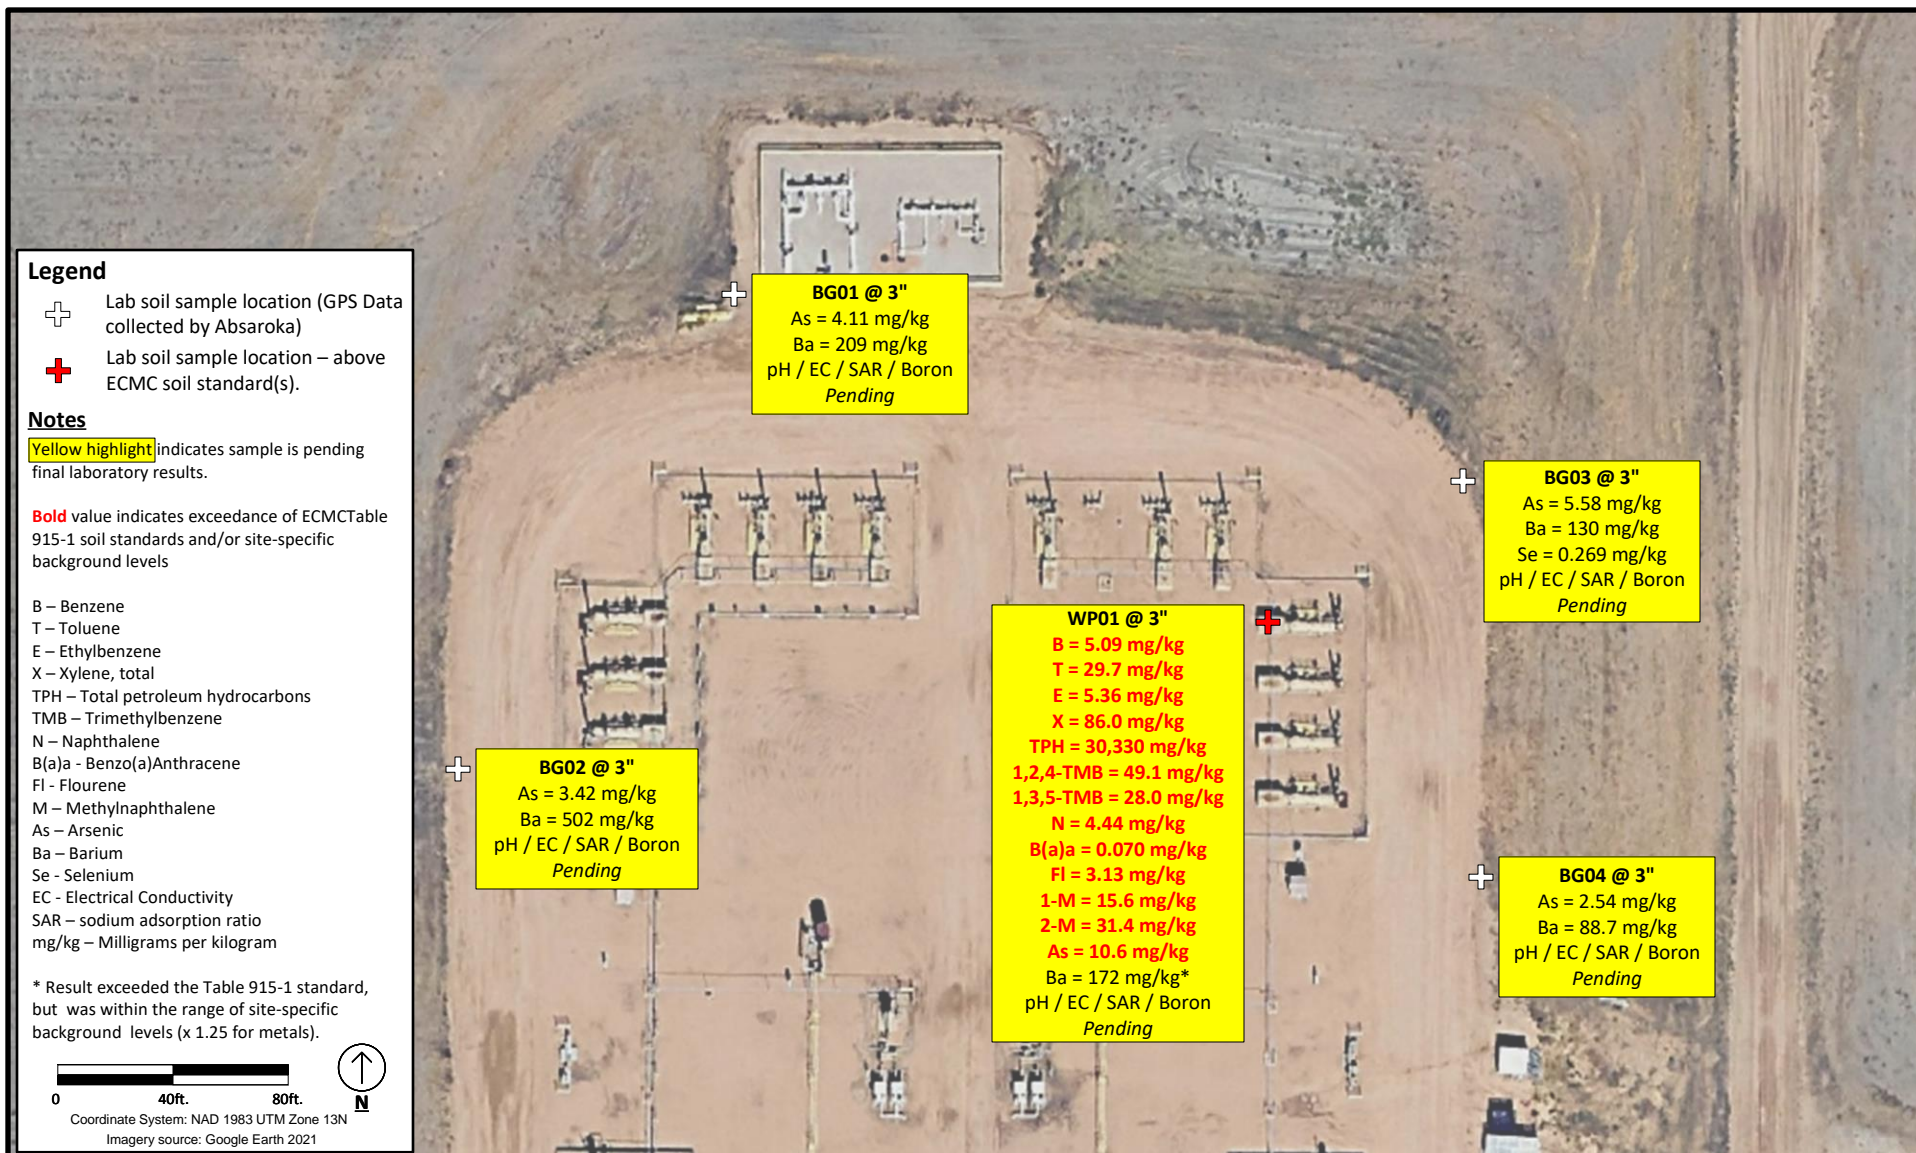 Legend
Lab soil sample location (GPS Data
collected by Absaroka)
Lab soil sample location – above
ECMC soil standard(s).
Notes
Yellow highlight indicates sample is pending
final laboratory results.
Bold value indicates exceedance of ECMCTable
915-1 soil standards and/or site-specific
background levels
B – Benzene
T – Toluene
E – Ethylbenzene
X – Xylene, total
TPH – Total petroleum hydrocarbons
TMB – Trimethylbenzene
N – Naphthalene
B(a)a - Benzo(a)Anthracene
Fl - Flourene
M – Methylnaphthalene
As – Arsenic
Ba – Barium
Se - Selenium
EC - Electrical Conductivity
SAR – sodium adsorption ratio
mg/kg – Milligrams per kilogram
* Result exceeded the Table 915-1 standard,
but was within the range of site-specific
background levels (x 1.25 for metals).
0 40ft. 80ft.
N
Coordinate System: NAD 1983 UTM Zone 13N
Imagery source: Google Earth 2021
BG01 @ 3"
As = 4.11 mg/kg
Ba = 209 mg/kg
pH / EC / SAR / Boron
Pending
BG03 @ 3"
As = 5.58 mg/kg
Ba = 130 mg/kg
Se = 0.269 mg/kg
pH / EC / SAR / Boron
Pending
WP01 @ 3"
B = 5.09 mg/kg
T = 29.7 mg/kg
E = 5.36 mg/kg
X = 86.0 mg/kg
TPH = 30,330 mg/kg
1,2,4-TMB = 49.1 mg/kg
1,3,5-TMB = 28.0 mg/kg
N = 4.44 mg/kg
B(a)a = 0.070 mg/kg
Fl = 3.13 mg/kg
1-M = 15.6 mg/kg
2-M = 31.4 mg/kg
As = 10.6 mg/kg
Ba = 172 mg/kg*
pH / EC / SAR / Boron
Pending
BG02 @ 3"
As = 3.42 mg/kg
Ba = 502 mg/kg
pH / EC / SAR / Boron
Pending
BG04 @ 3"
As = 2.54 mg/kg
Ba = 88.7 mg/kg
pH / EC / SAR / Boron
Pending